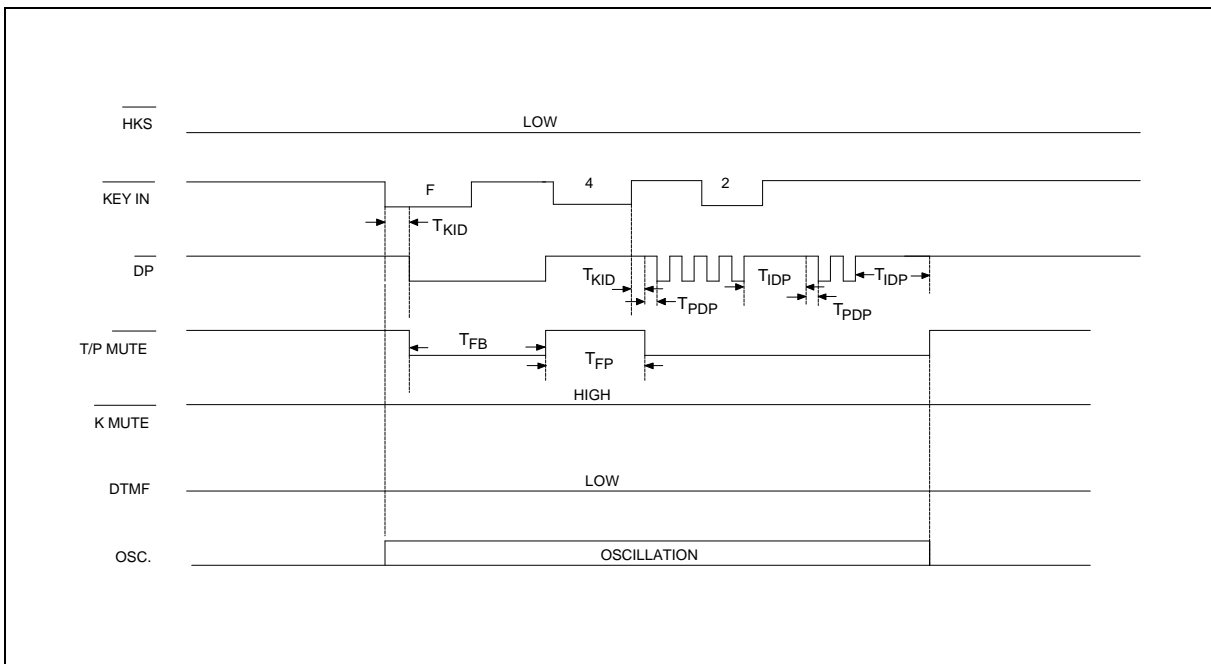 HKS
LOW
KEY IN
F
4
2
TKID
DP
TKID
TPDP
TIDP
TIDP
TPDP
T/P MUTE
TFB
TFP
K MUTE
HIGH
DTMF
LOW
OSC.
OSCILLATION